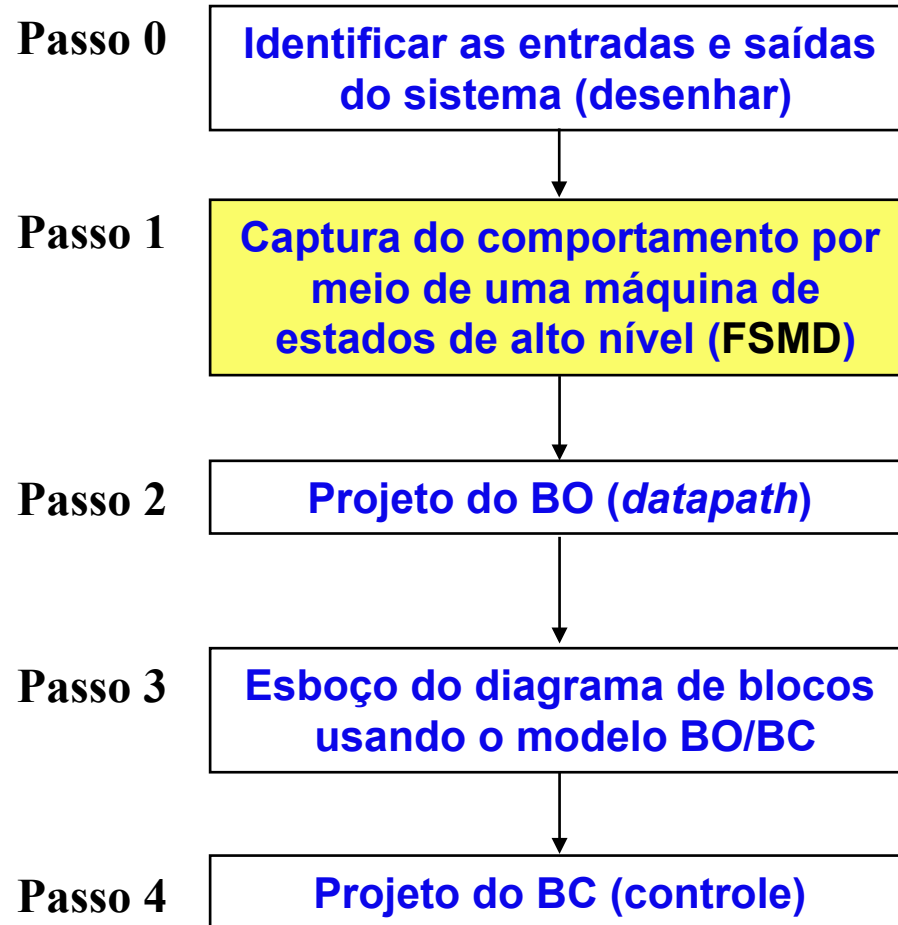 Passo 0
Identificar as entradas e saídas
do sistema (desenhar)
Passo 1
Captura do comportamento por
meio de uma máquina de
estados de alto nível (FSMD)
Passo 2
Projeto do BO (datapath)
Passo 3
Esboço do diagrama de blocos
usando o modelo BO/BC
Passo 4
Projeto do BC (controle)